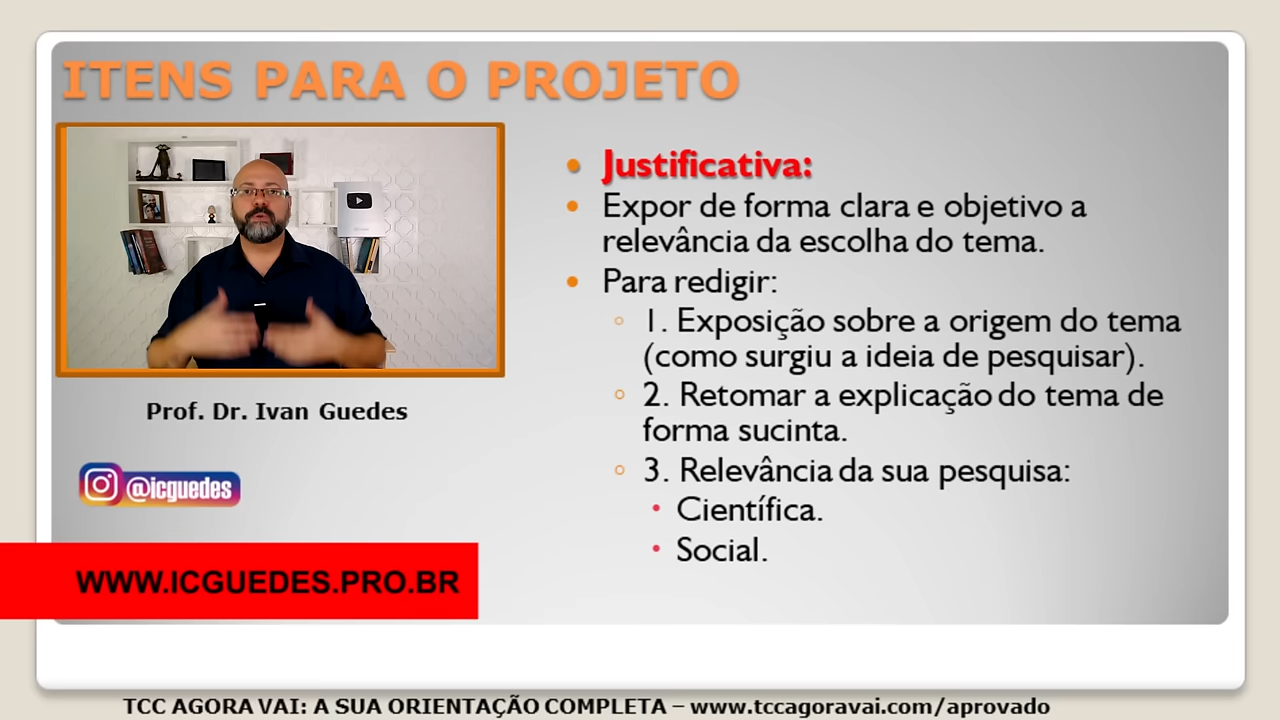 ITENS PARA O PROJETO
Justificativa:
Expor de forma clara e objetivo a
relevância da escolha do tema.
Para redigir:
1. Exposição sobre a origem do tema
(como surgiu a ideia de pesquisar).
2. Retomar a explicação do tema de
forma sucinta.
3. Relevância da sua pesquisa:
Científica.
Social.
Prof. Dr. Ivan Guedes
@icguedes
WWW.ICGUEDES.PRO.BR
TCC AGORA VAI: A SUA ORIENTAÇÃO COMPLETA – www.tccagoravai.com/aprovado